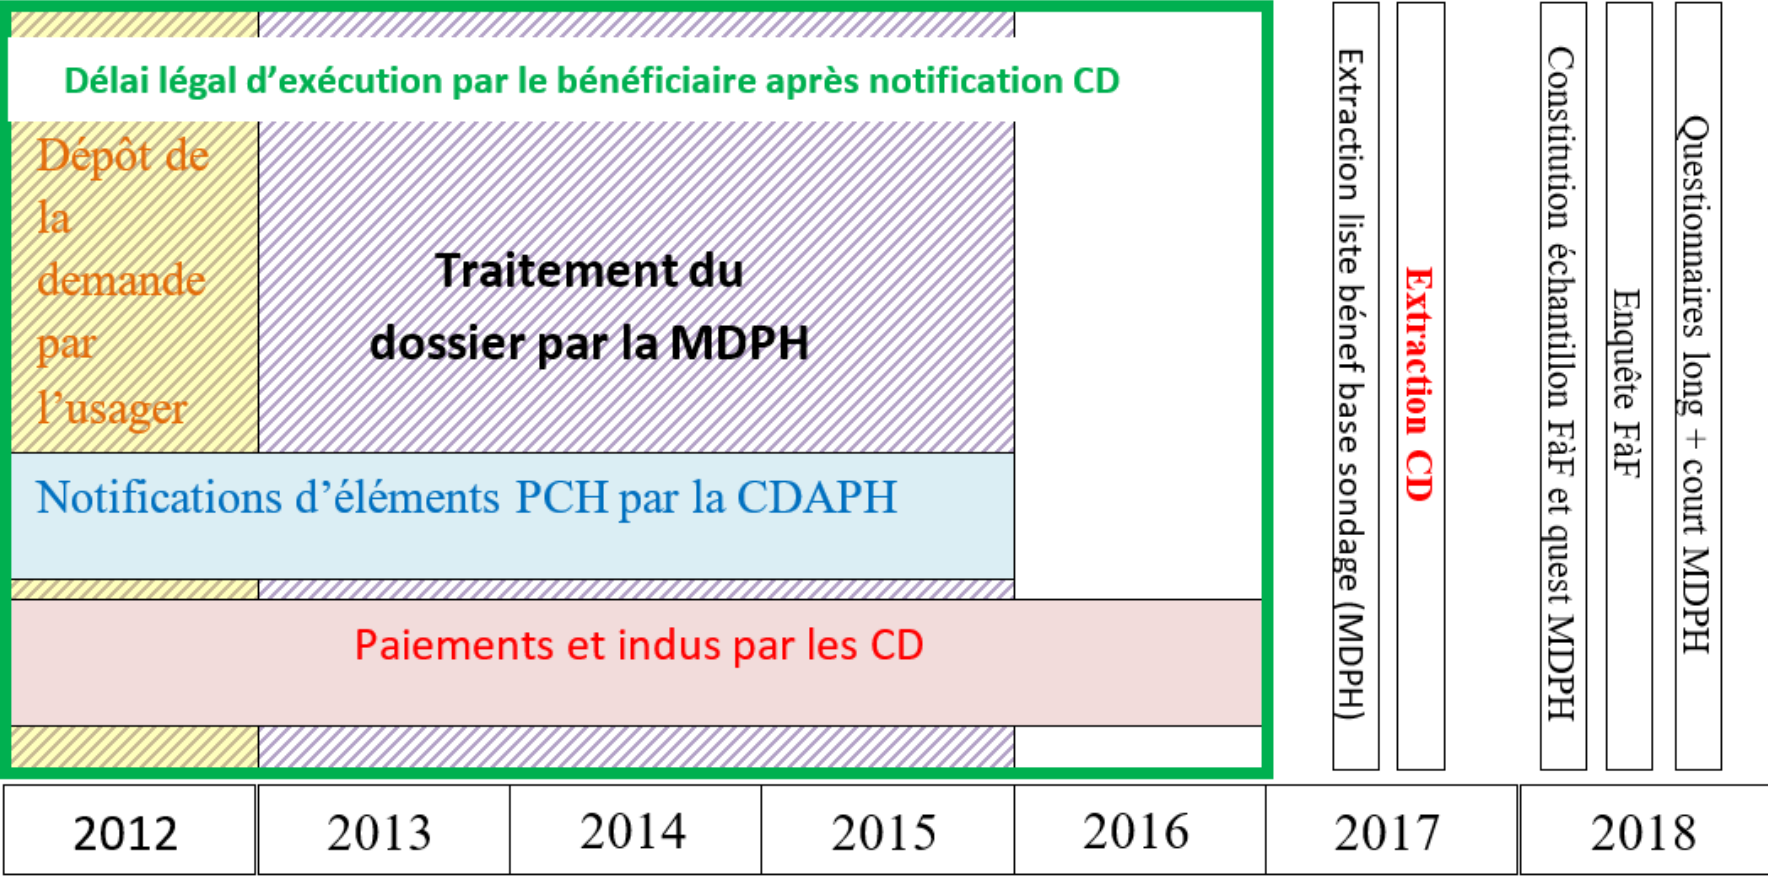 Délai légal d'exécution par le bénéficiaire après notification CD
Dépôt de
la
demande
par
l'usager
Traitement du
dossier par la MDPH
Notifications d'éléments PCH par la CDAPH
Paiements et indus par les CD
Extraction liste bénef base sondage (MDPH)
Extraction CD
Constitution échantillon FàF et quest MDPH
Enquête FàF
Questionnaires long + court MDPH
2012
2013
2014
2015
2016
2017
2018